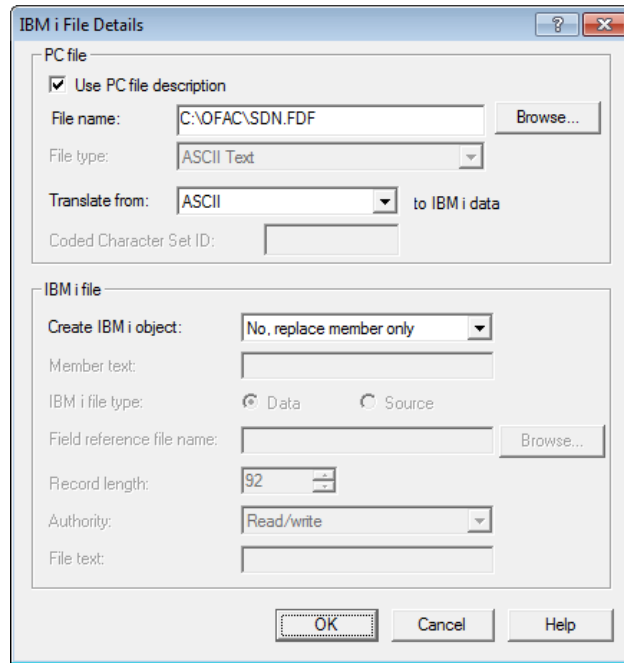 IBM i File Details
PC file
Use PC file description
File name: C:\OFAC\SDN.FDF Browse...
File type: ASCII Text
Translate from: ASCII to IBM i data
Coded Character Set ID:
IBM i file
Create IBM i object: No, replace member only
Member text:
IBM i file type: Data Source
Field reference file name: Browse...
Record length: 92
Authority: Read/write
File text:
OK Cancel Help